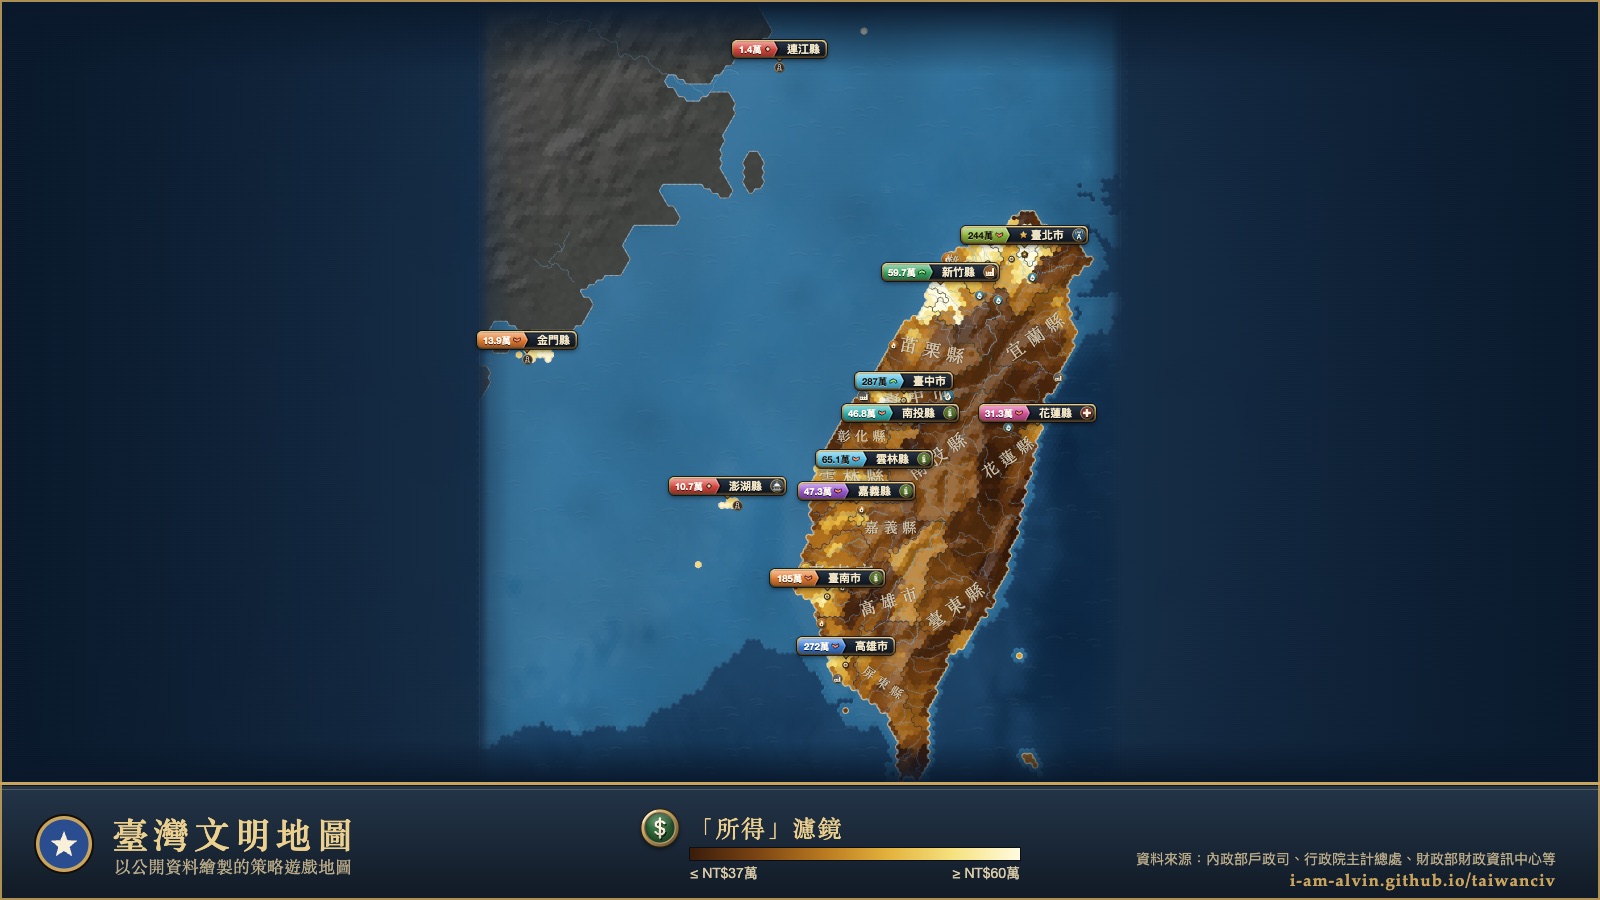 1.4萬 連江縣
244萬 臺北市
59.7萬 新竹縣
13.9萬 金門縣
苗栗縣
宜蘭縣
287萬 臺中市
46.8萬 南投縣
31.3萬 花蓮縣
彰化縣
65.1萬 雲林縣
花蓮縣
10.7萬 澎湖縣
47.3萬 嘉義縣
嘉義縣
185萬 臺南市
高雄市
臺東縣
272萬 高雄市
屏東縣
臺灣文明地圖
以公開資料繪製的策略遊戲地圖
「所得」濾鏡
≤ NT$37萬
≥ NT$60萬
資料來源：內政部戶政司、行政院主計總處、財政部財政資訊中心等
i-am-alvin.github.io/taiwanciv